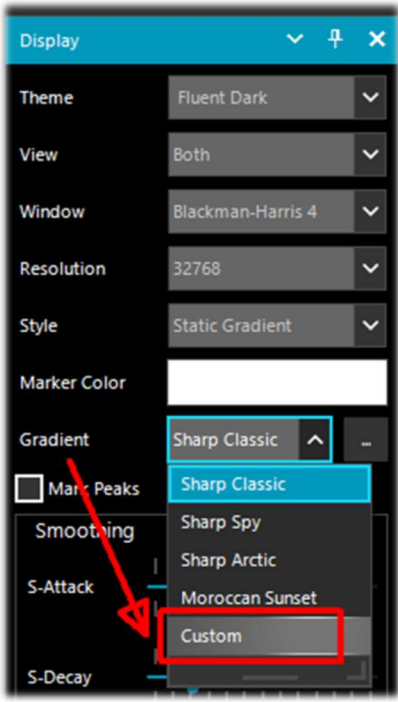 Display
Theme Fluent Dark
View Both
Window Blackman-Harris 4
Resolution 32768
Style Static Gradient
Marker Color
Gradient Sharp Classic ...
Mark Peaks Sharp Classic
Sharp Spy
Smoothing
Sharp Arctic
S-Attack Moroccan Sunset
Custom
S-Decay